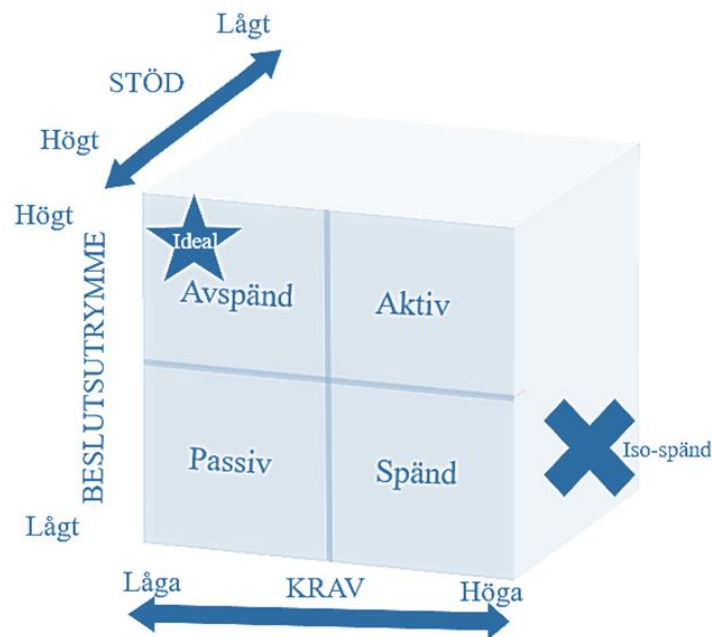 Lågt
STÖD
Högt
Högt
Ideal
Avspänd
Aktiv
BESLUTSUTRYMME
Passiv
Spänd
Iso-spänd
Lågt
Låga
KRAV
Höga